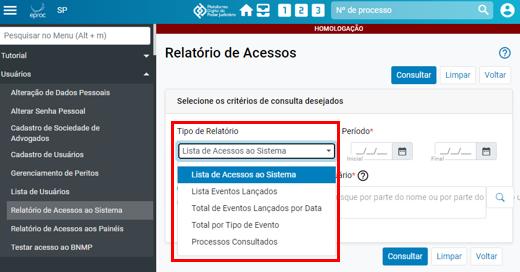 eproc
SP
Plataforma
Digital do
Poder Judiciário
1 2 3
Nº de processo
HOMOLOGAÇÃO
Pesquisar no Menu (Alt + m)
Tutorial
Usuários
Alteração de Dados Pessoais
Alterar Senha Pessoal
Cadastro de Sociedade de
Advogados
Cadastro de Usuários
Gerenciamento de Peritos
Lista de Usuários
Relatório de Acessos ao Sistema
Relatório de Acessos aos Painéis
Testar acesso ao BNMP
Relatório de Acessos
Consultar Limpar Voltar
Selecione os critérios de consulta desejados
Tipo de Relatório
Período*
Lista de Acessos ao Sistema
__/__/__ __/__/__
Inicial Final
Lista de Acessos ao Sistema
Lista Eventos Lançados
Total de Eventos Lançados por Data
Total por Tipo de Evento
Processos Consultados
ário: ?
squise por parte do nome ou por parte do
Consultar Limpar Voltar